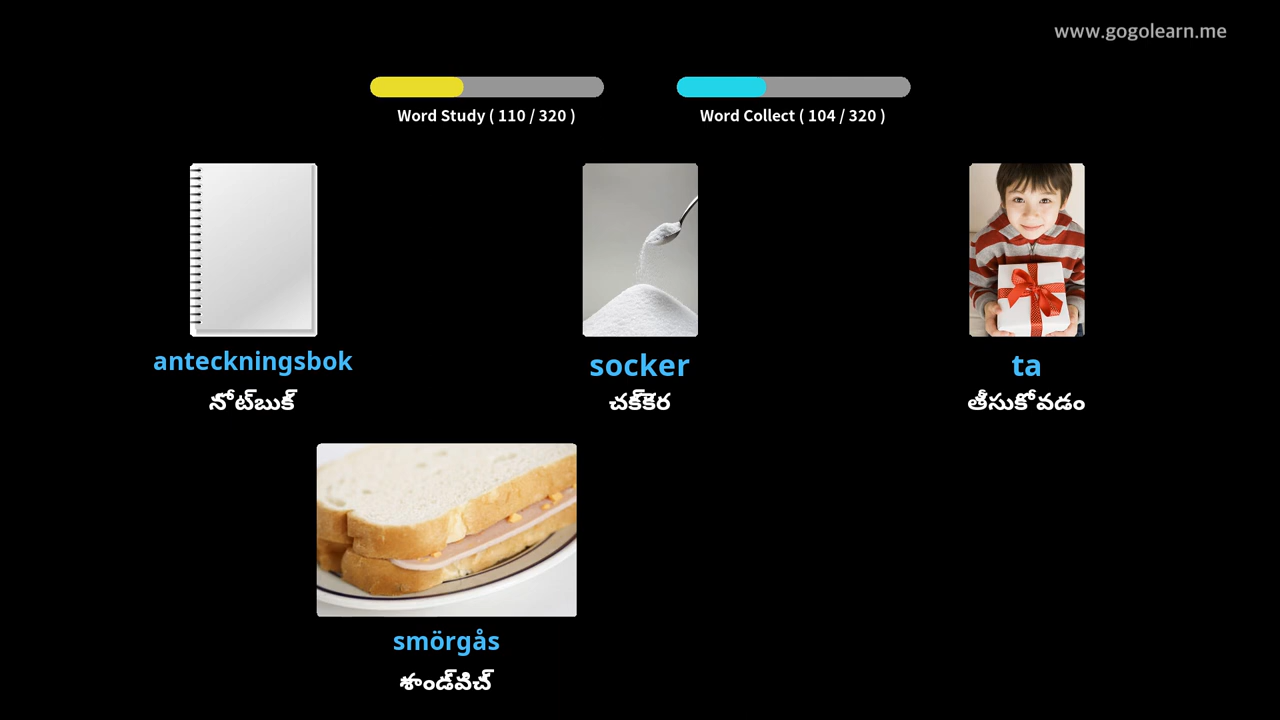 www.gogolearn.me
Word Study ( 110 / 320 )
Word Collect ( 104 / 320 )
anteckningsbok
నోట్‌బుక్
socker
చక్కెర
ta
తీసుకోవడం
smörgås
శాండ్‌విచ్